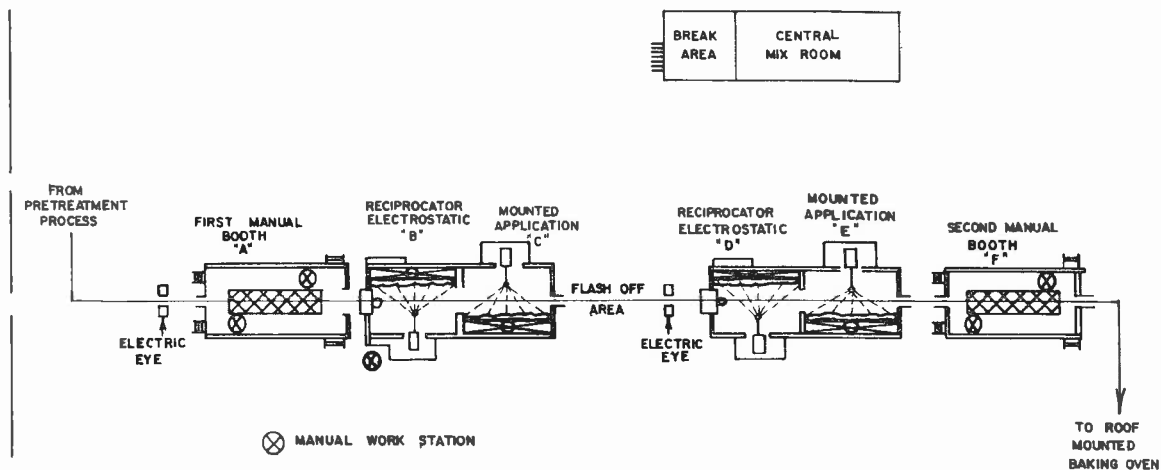 BREAK
AREA
CENTRAL
MIX ROOM
FROM
PRETREATMENT
PROCESS
FIRST MANUAL
BOOTH
"A"
RECIPROCATOR
ELECTROSTATIC
"B"
MOUNTED
APPLICATION
"C"
RECIPROCATOR
ELECTROSTATIC
"D"
MOUNTED
APPLICATION
"E"
SECOND MANUAL
BOOTH
"F"
FLASH OFF
AREA
ELECTRIC
EYE
ELECTRIC
EYE
MANUAL WORK STATION
TO ROOF
MOUNTED
BAKING OVEN